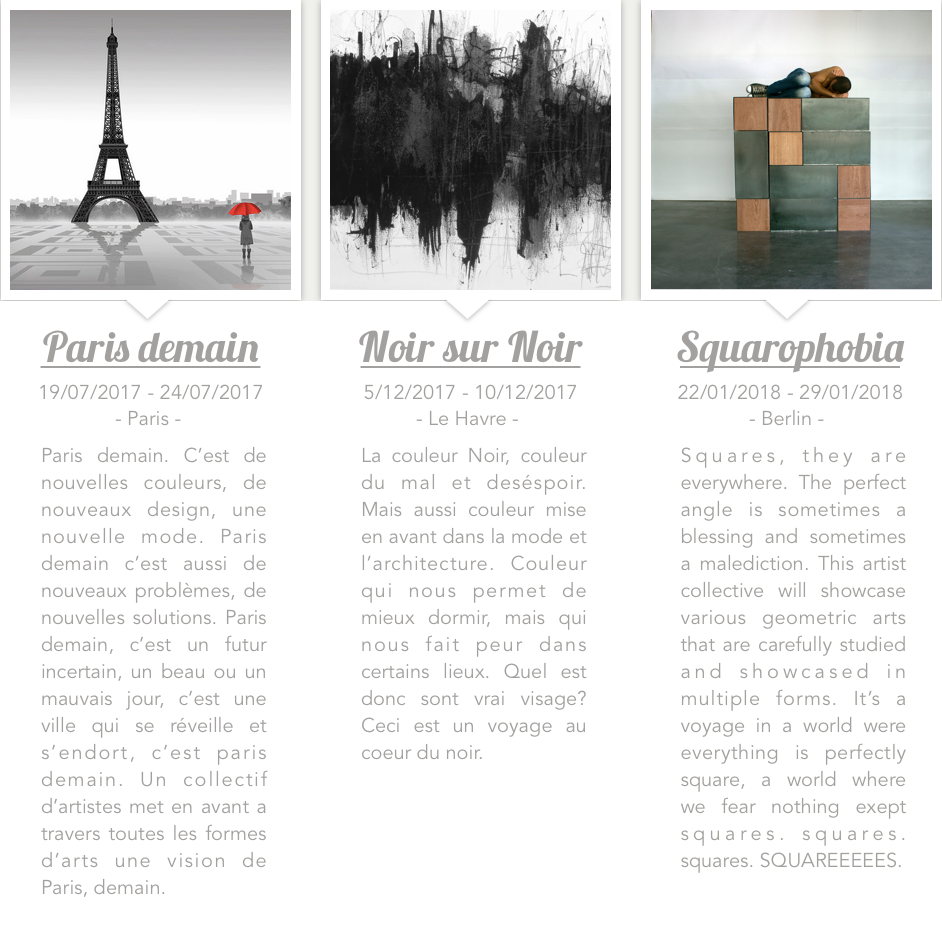 Paris demain
19/07/2017 - 24/07/2017
- Paris -
Paris demain. C’est de
nouvelles couleurs, de
nouveaux design, une
nouvelle mode. Paris
demain c’est aussi de
nouveaux problèmes, de
nouvelles solutions. Paris
demain, c’est un futur
incertain, un beau ou un
mauvais jour, c’est une
ville qui se réveille et
s’endort, c’est paris
demain. Un collectif
d’artistes met en avant a
travers toutes les formes
d’arts une vision de
Paris, demain.
Noir sur Noir
5/12/2017 - 10/12/2017
- Le Havre -
La couleur Noir, couleur
du mal et deséspoir.
Mais aussi couleur mise
en avant dans la mode et
l’architecture. Couleur
qui nous permet de
mieux dormir, mais qui
nous fait peur dans
certains lieux. Quel est
donc sont vrai visage?
Ceci est un voyage au
coeur du noir.
Squarophobia
22/01/2018 - 29/01/2018
- Berlin -
Squares, they are
everywhere. The perfect
angle is sometimes a
blessing and sometimes
a malediction. This artist
collective will showcase
various geometric arts
that are carefully studied
and showcased in
multiple forms. It’s a
voyage in a world were
everything is perfectly
square, a world where
we fear nothing exept
squares. squares.
squares. SQUAREEEEES.